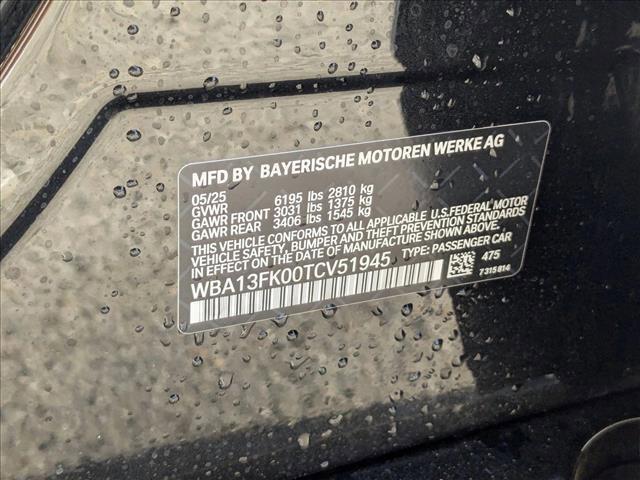 MFD BY BAYERISCHE MOTOREN WERKE AG
05/25
GVWR 6195 lbs 2810 kg
GAWR FRONT 3031 lbs 1375 kg
GAWR REAR 3406 lbs 1545 kg
THIS VEHICLE CONFORMS TO ALL APPLICABLE U.S.FEDERAL MOTOR
VEHICLE SAFETY, BUMPER AND THEFT PREVENTION STANDARDS
IN EFFECT ON THE DATE OF MANUFACTURE SHOWN ABOVE.
WBA13FK00TCV51945 TYPE: PASSENGER CAR
475
7315814